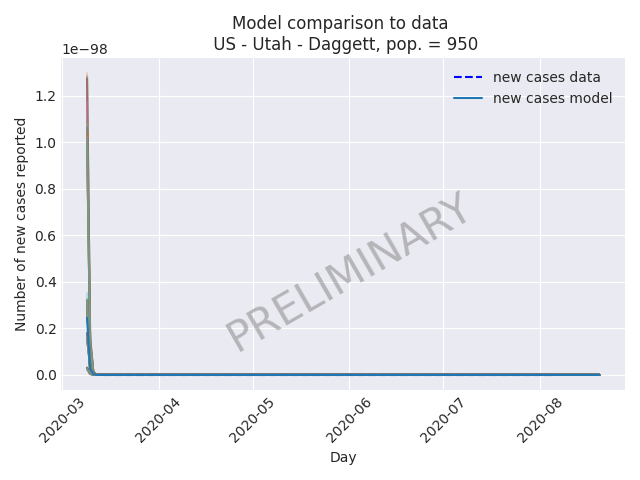 Model comparison to data
US - Utah - Daggett, pop. = 950
1e−98
new cases data
new cases model
Number of new cases reported
1.2
1.0
0.8
0.6
0.4
0.2
0.0
PRELIMINARY
2020-03
2020-04
2020-05
2020-06
2020-07
2020-08
Day